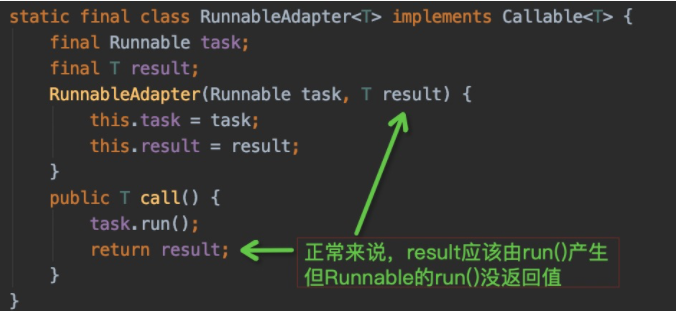 static final class RunnableAdapter<T> implements Callable<T> {
final Runnable task;
final T result;
RunnableAdapter(Runnable task, T result) {
this.task = task;
this.result = result;
}
public T call() {
task.run();
return result;
正常来说，result应该由run()产生
但Runnable的run()没返回值
}
}